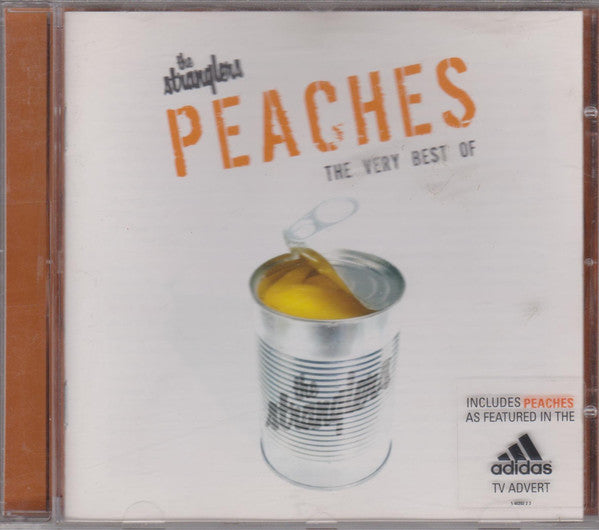 the
stranglers
PEACHES
THE VERY BEST OF
the
stranglers
INCLUDES PEACHES
AS FEATURED IN THE
adidas
TV ADVERT